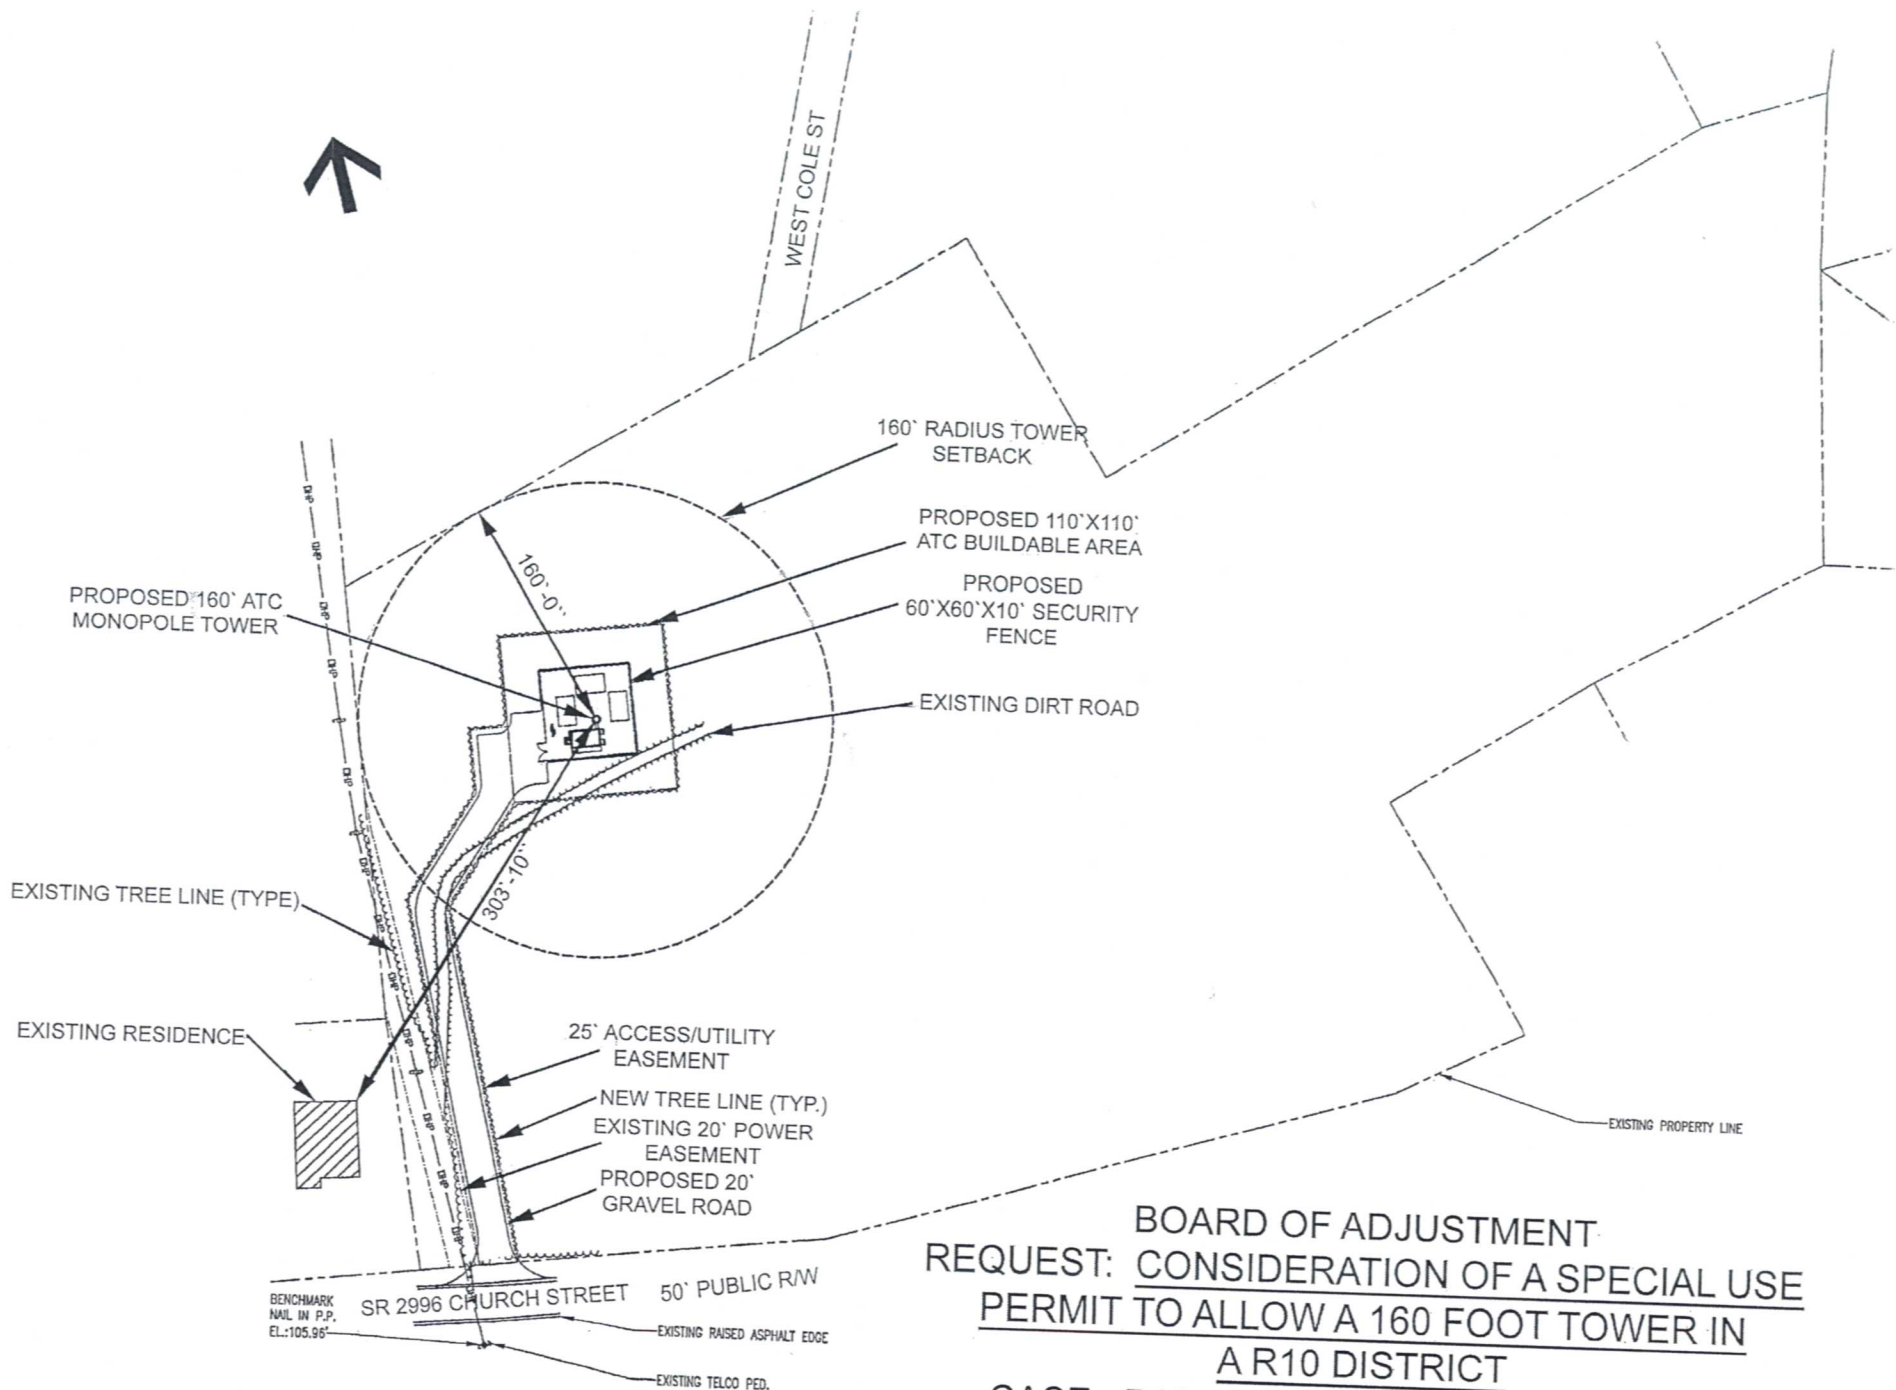 WEST COLE ST
160` RADIUS TOWER
SETBACK
PROPOSED 110`X110`
ATC BUILDABLE AREA
PROPOSED
60`X60`X10` SECURITY
FENCE
160`-0``
PROPOSED 160` ATC
MONOPOLE TOWER
EXISTING DIRT ROAD
303`-10``
EXISTING TREE LINE (TYPE)
EXISTING RESIDENCE
25` ACCESS/UTILITY
EASEMENT
NEW TREE LINE (TYP.)
EXISTING 20` POWER
EASEMENT
PROPOSED 20`
GRAVEL ROAD
EXISTING PROPERTY LINE
BENCHMARK
NAIL IN P.P.
EL.:105.96'
SR 2996 CHURCH STREET 50` PUBLIC R/W
EXISTING RAISED ASPHALT EDGE
EXISTING TELCO PED.
BOARD OF ADJUSTMENT
REQUEST: CONSIDERATION OF A SPECIAL USE
PERMIT TO ALLOW A 160 FOOT TOWER IN
A R10 DISTRICT